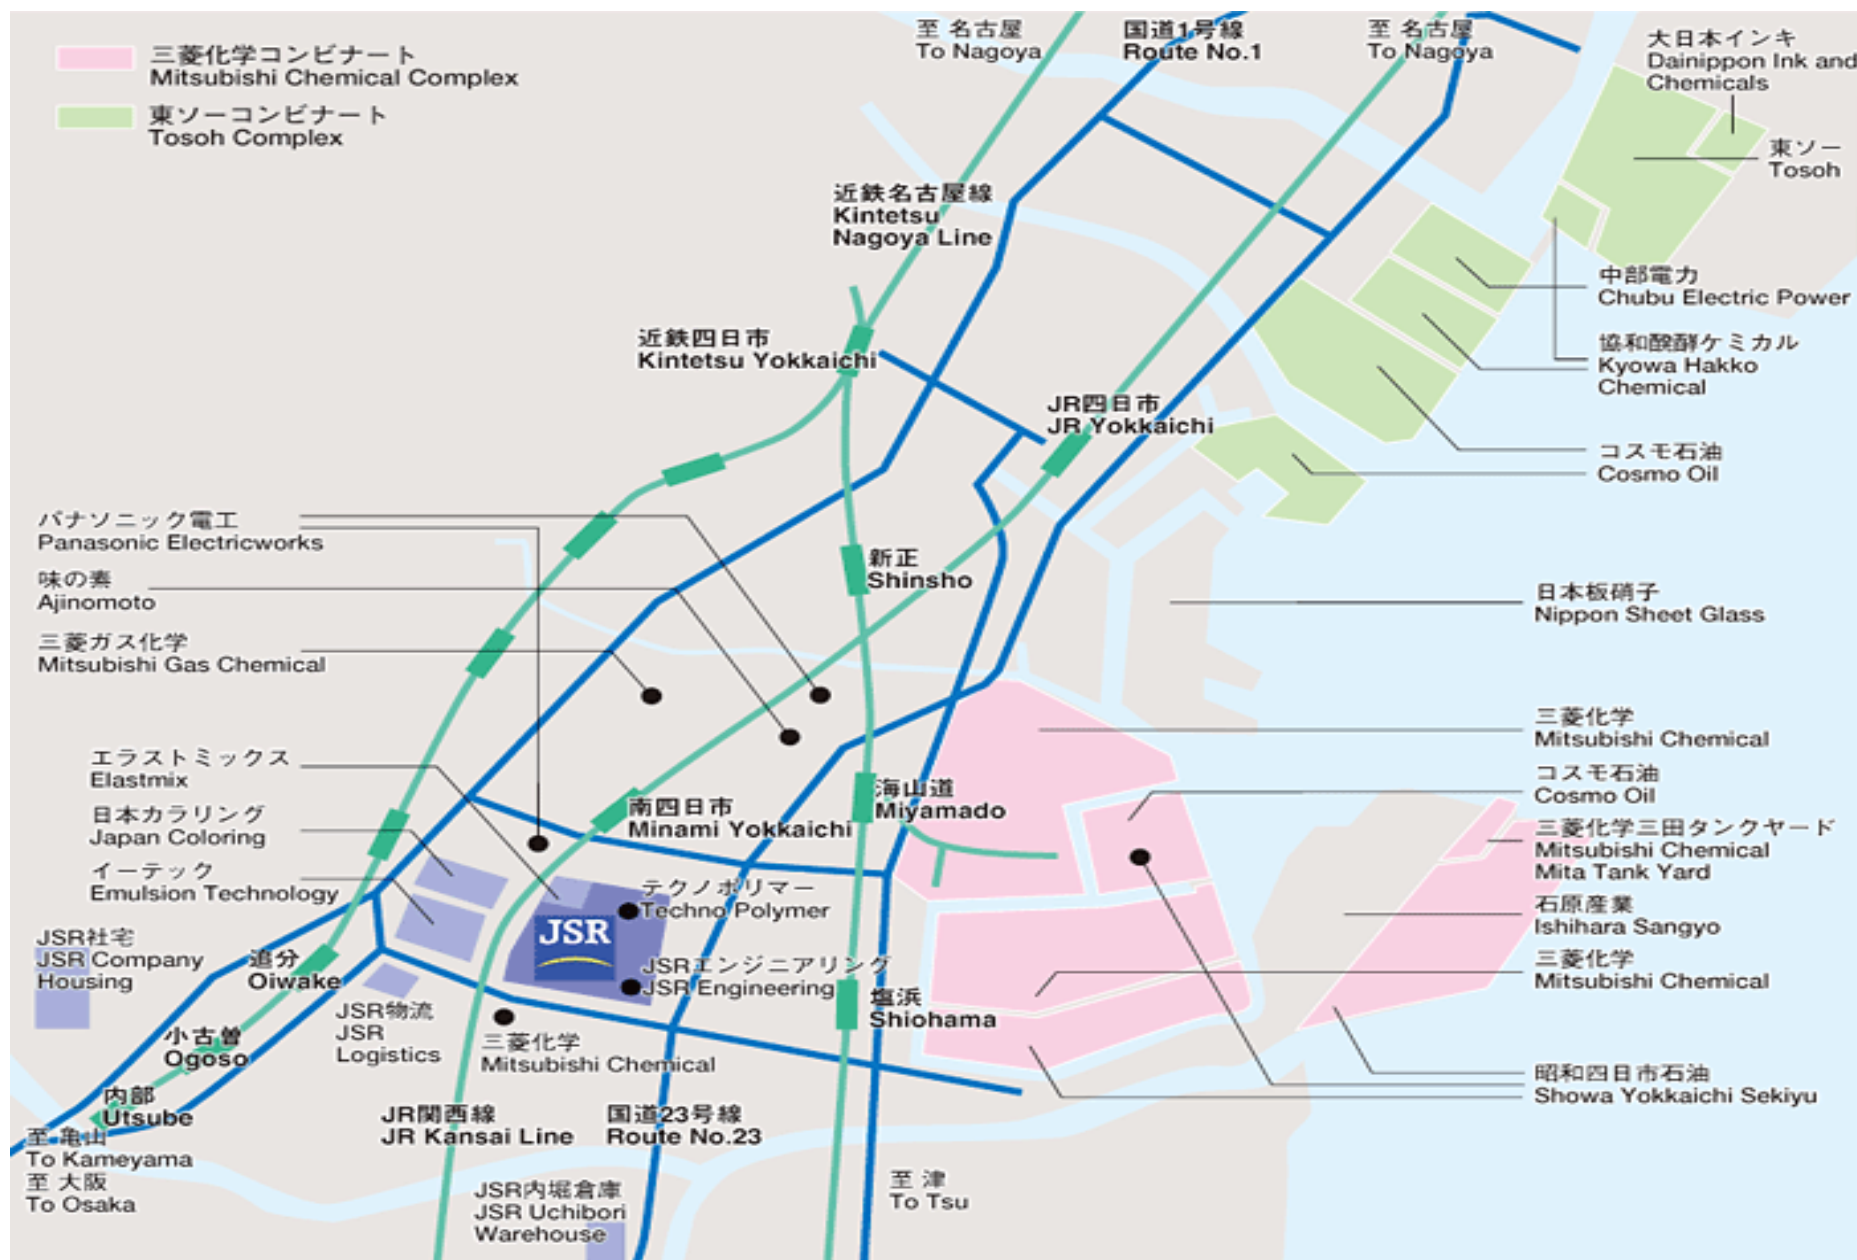 三菱化学コンビナート
Mitsubishi Chemical Complex
東ソーコンビナート
Tosoh Complex
至 名古屋
To Nagoya
国道1号線
Route No.1
至 名古屋
To Nagoya
大日本インキ
Dainippon Ink and
Chemicals
東ソー
Tosoh
近鉄名古屋線
Kintetsu
Nagoya Line
中部電力
Chubu Electric Power
近鉄四日市
Kintetsu Yokkaichi
協和醗酵ケミカル
Kyowa Hakko
Chemical
JR四日市
JR Yokkaichi
コスモ石油
Cosmo Oil
パナソニック電工
Panasonic Electricworks
新正
Shinsho
味の素
Ajinomoto
日本板硝子
Nippon Sheet Glass
三菱ガス化学
Mitsubishi Gas Chemical
三菱化学
Mitsubishi Chemical
エラストミックス
Elastmix
コスモ石油
Cosmo Oil
海山道
Miyamado
南四日市
Minami Yokkaichi
日本カラリング
Japan Coloring
三菱化学三田タンクヤード
Mitsubishi Chemical
Mita Tank Yard
イーテック
Emulsion Technology
テクノポリマー
Techno Polymer
石原産業
Ishihara Sangyo
JSR
JSR社宅
JSR Company
Housing
追分
Oiwake
JSRエンジニアリング
JSR Engineering
三菱化学
Mitsubishi Chemical
塩浜
Shiohama
JSR物流
JSR
Logistics
小古曽
Ogoso
三菱化学
Mitsubishi Chemical
昭和四日市石油
Showa Yokkaichi Sekiyu
内部
Utsube
JR関西線
JR Kansai Line
国道23号線
Route No.23
至 亀山
To Kameyama
至 大阪
To Osaka
JSR内堀倉庫
JSR Uchibori
Warehouse
至 津
To Tsu